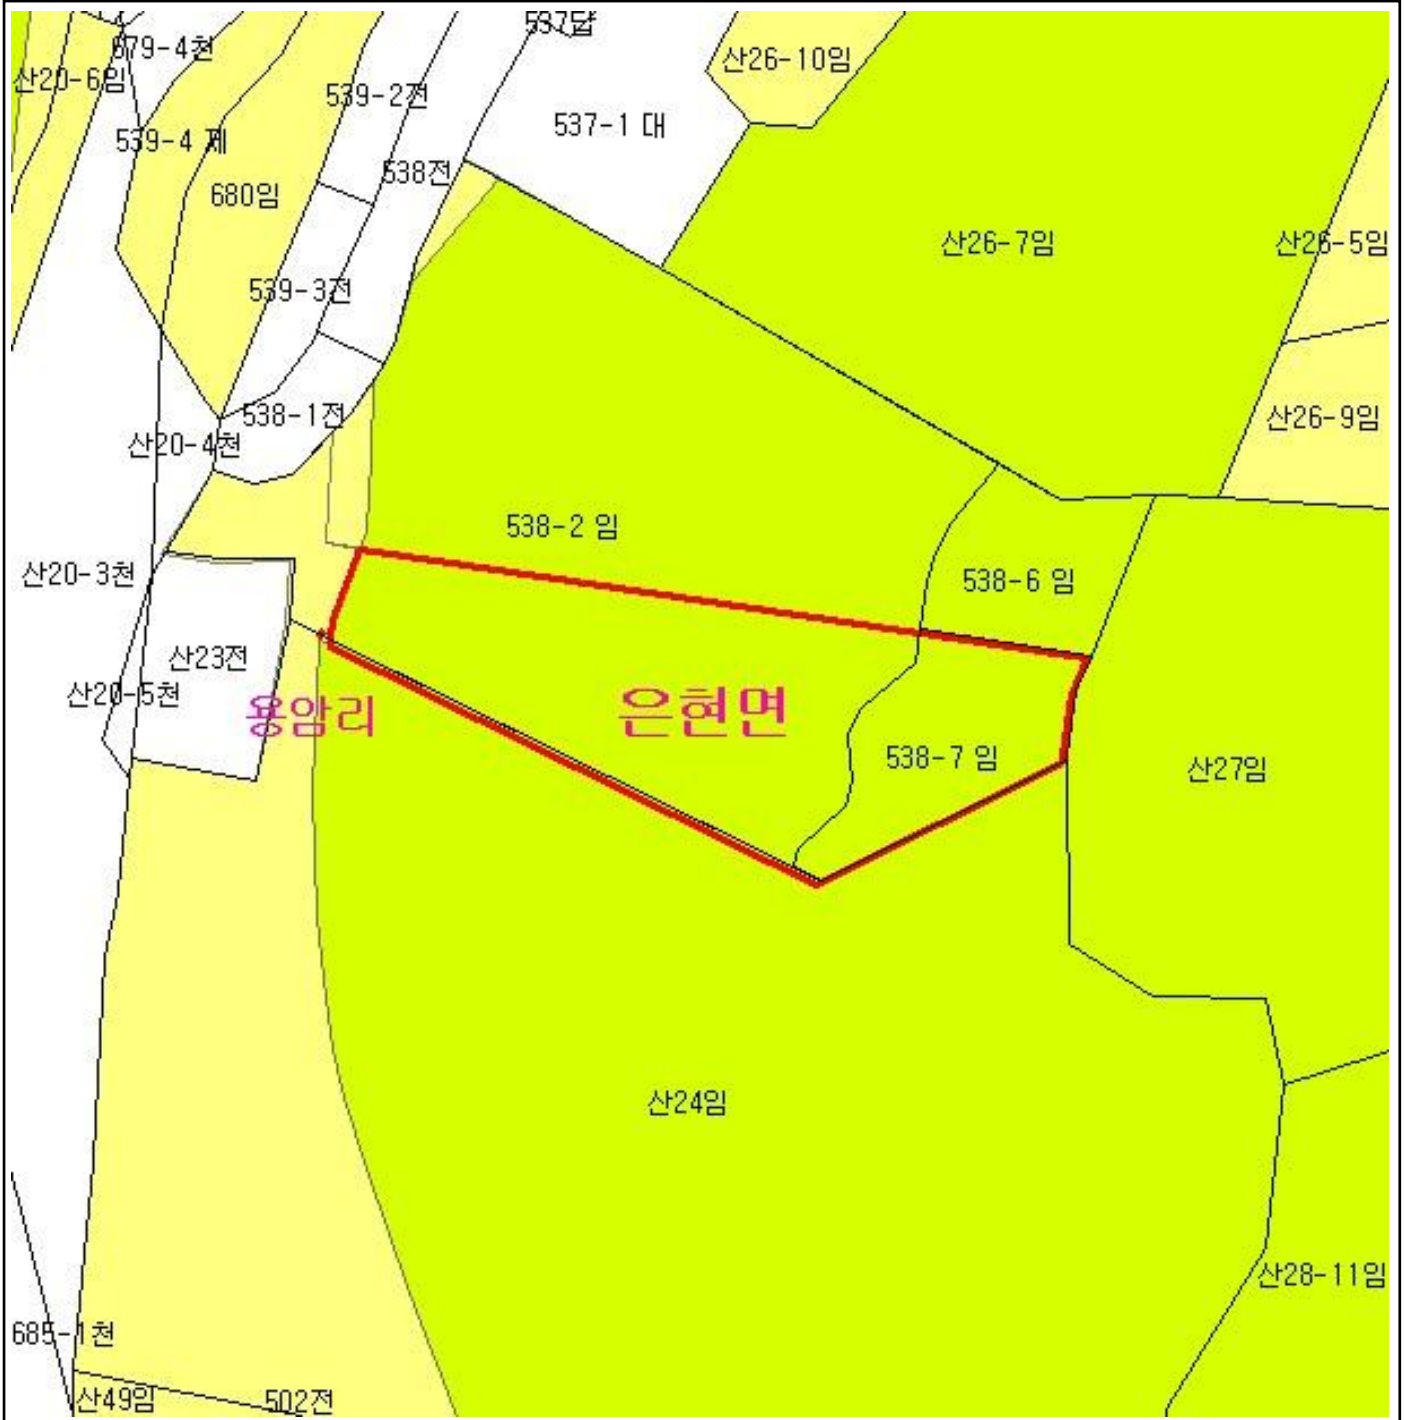 537답
679-4천
산26-10임
산20-6임
539-2전
537-1 대
539-4 제
538전
680임
산26-7임
산26-5임
539-3전
538-1전
산26-9임
산20-4천
538-2 임
산20-3천
538-6 임
산23전
산20-5천
용암리
은현면
538-7 임
산27임
산24임
산28-11임
685-1천
산49임
502전